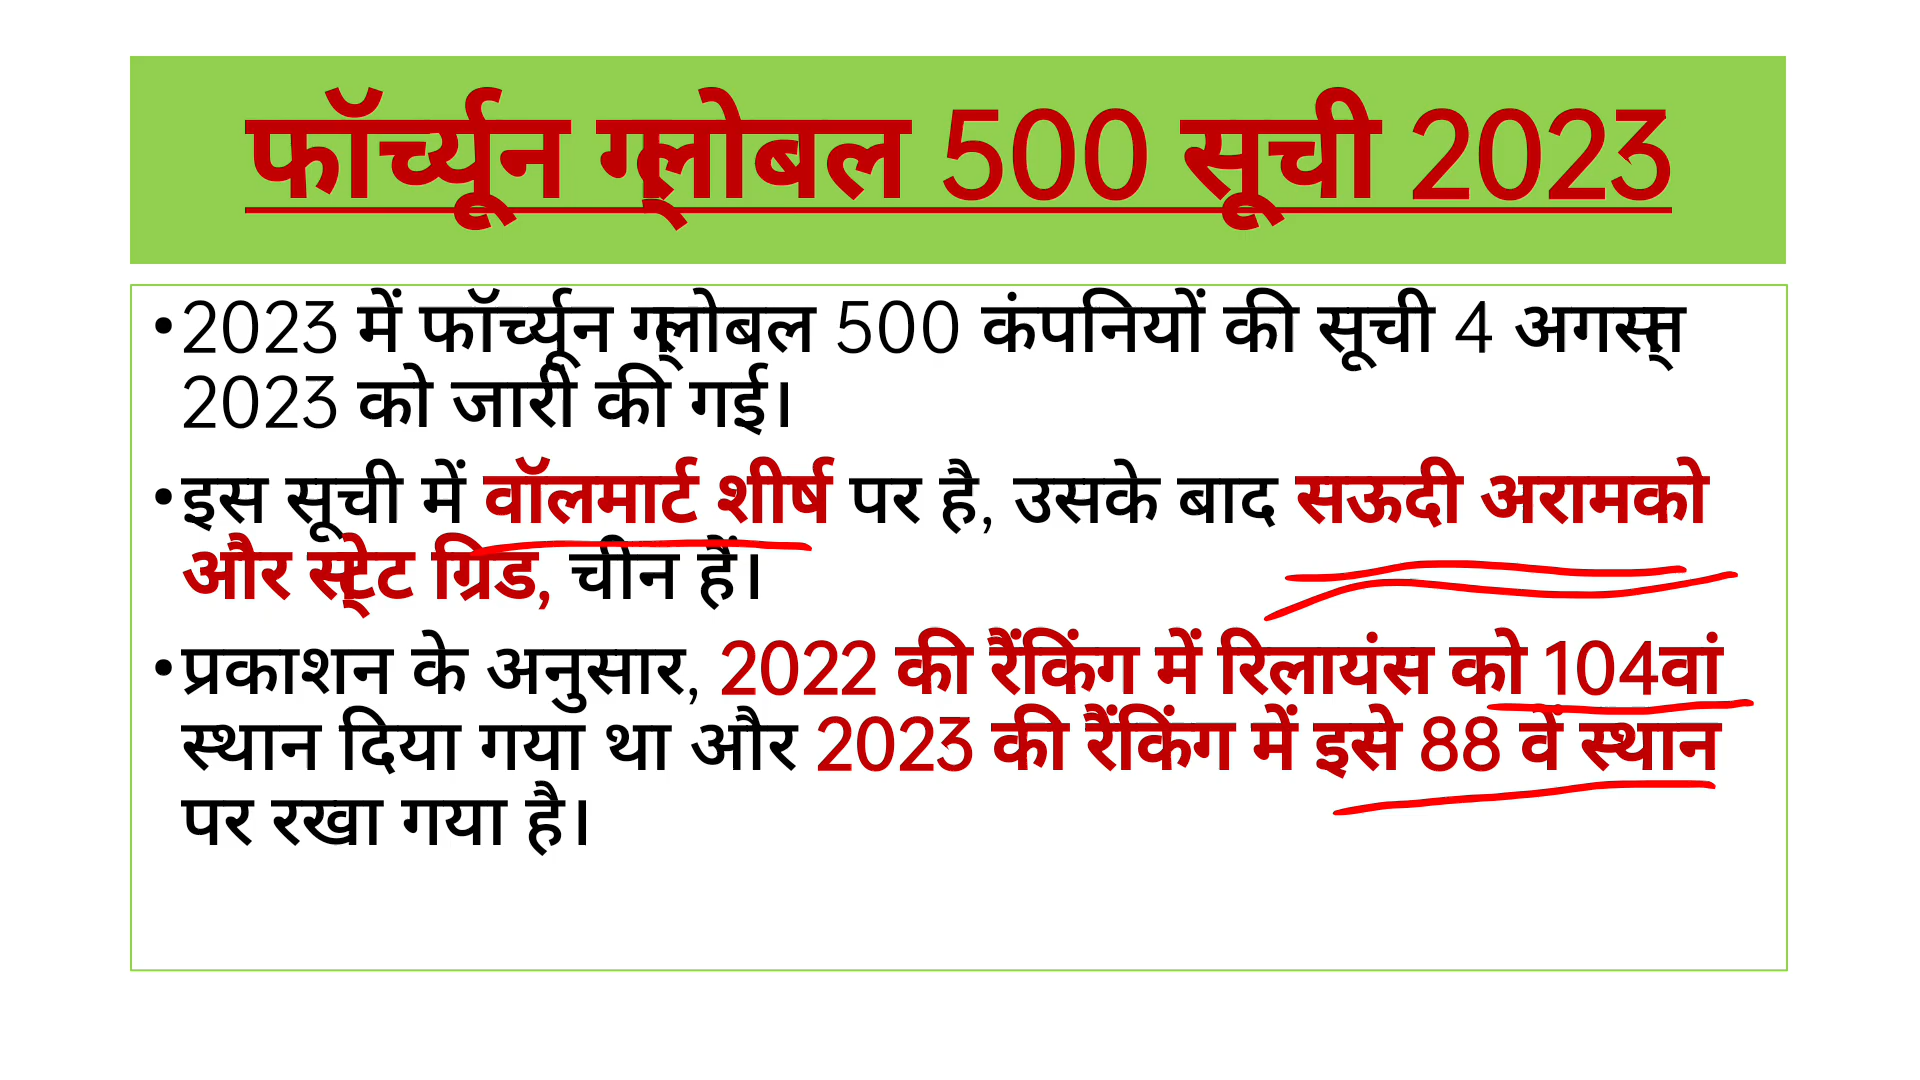 फॉर्च्यून ग्लोबल 500 सूची 2023
•2023 में फॉर्च्यून ग्लोबल 500 कंपनियों की सूची 4 अगस्त
2023 को जारी की गई।
•इस सूची में वॉलमार्ट शीर्ष पर है, उसके बाद सऊदी अरामको
और स्टेट ग्रिड, चीन हैं।
•प्रकाशन के अनुसार, 2022 की रैंकिंग में रिलायंस को 104वां
स्थान दिया गया था और 2023 की रैंकिंग में इसे 88 वें स्थान
पर रखा गया है।